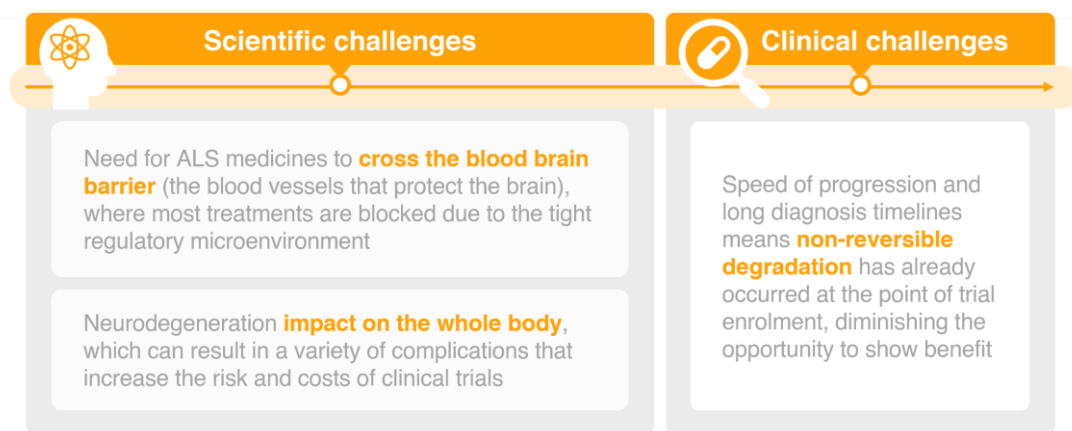 Scientific challenges
Need for ALS medicines to cross the blood brain
barrier (the blood vessels that protect the brain),
where most treatments are blocked due to the tight
regulatory microenvironment
Neurodegeneration impact on the whole body,
which can result in a variety of complications that
increase the risk and costs of clinical trials
Clinical challenges
Speed of progression and
long diagnosis timelines
means non-reversible
degradation has already
occurred at the point of trial
enrolment, diminishing the
opportunity to show benefit